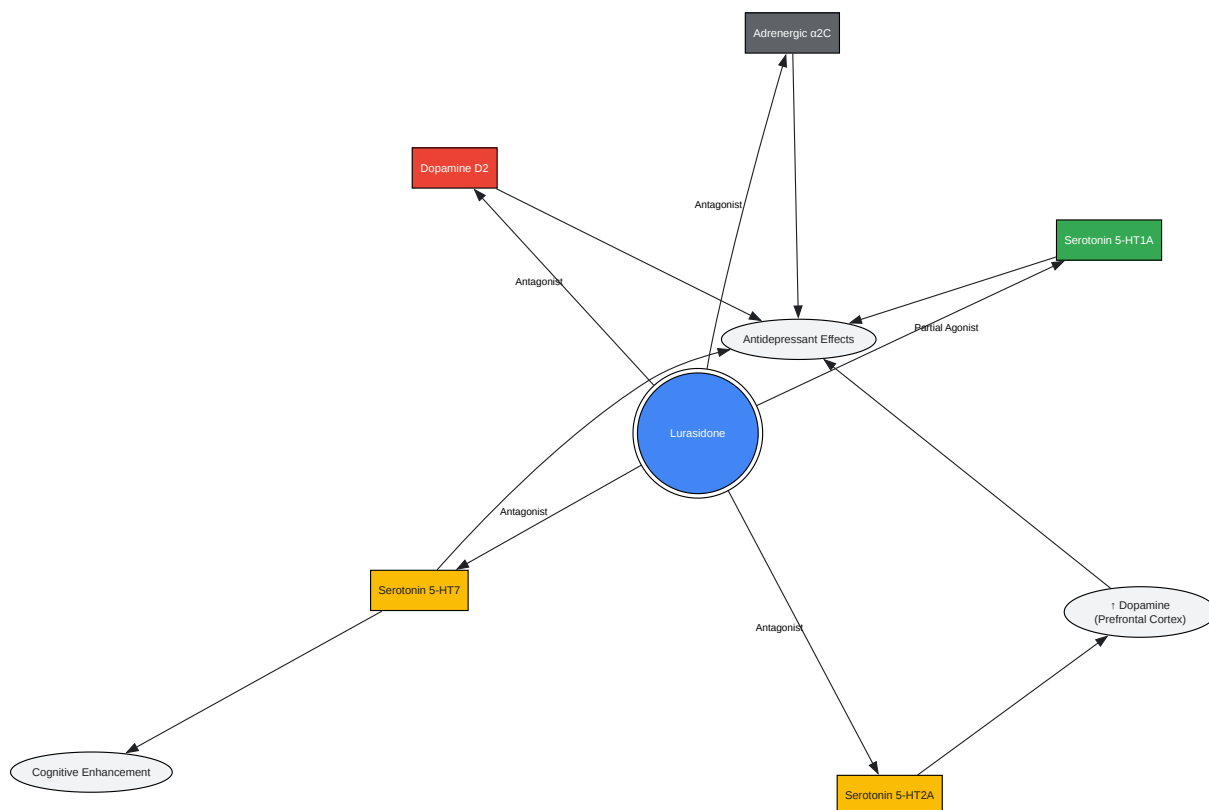 Adrenergic α2C
Dopamine D2
Antagonist
Serotonin 5-HT1A
Antagonist
Partial Agonist
Antidepressant Effects
Lurasidone
Antagonist
Serotonin 5-HT7
↑ Dopamine
(Prefrontal Cortex)
Antagonist
Cognitive Enhancement
Serotonin 5-HT2A